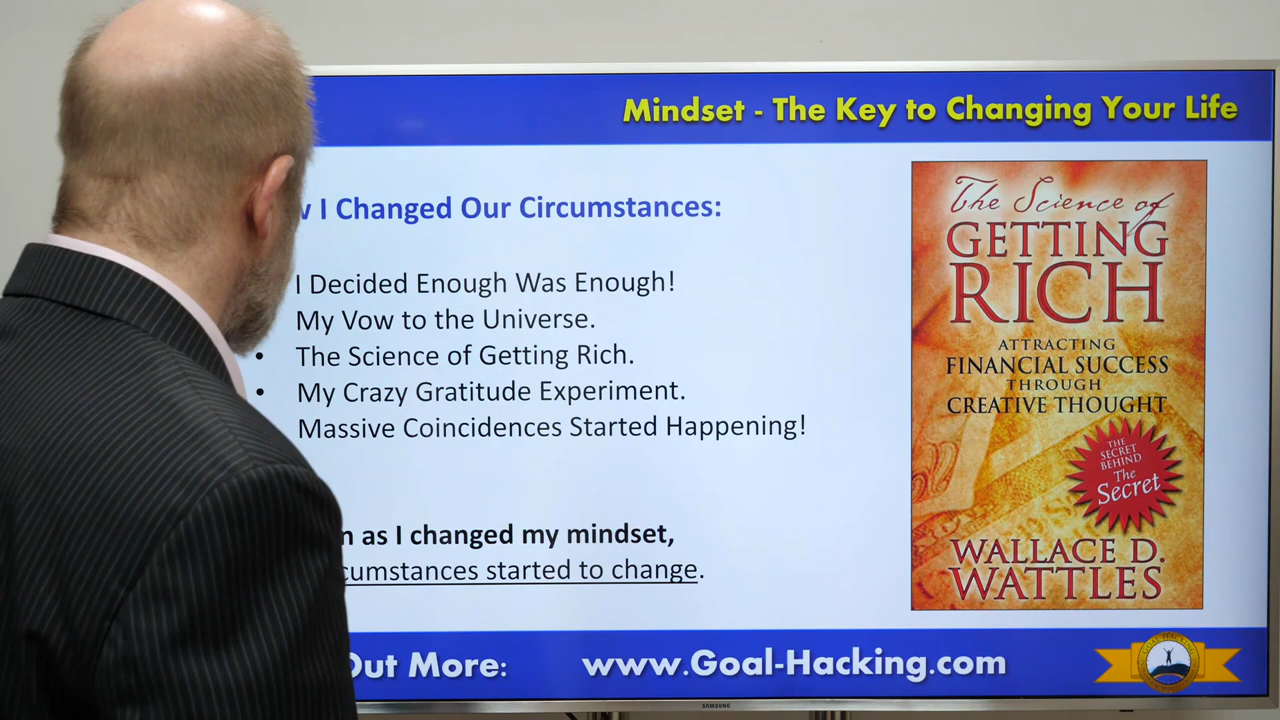 Mindset - The Key to Changing Your Life
I Changed Our Circumstances:
I Decided Enough Was Enough!
My Vow to the Universe.
• The Science of Getting Rich.
• My Crazy Gratitude Experiment.
Massive Coincidences Started Happening!
as I changed my mindset,
cumstances started to change.
The Science of
GETTING
RICH
ATTRACTING
FINANCIAL SUCCESS
THROUGH
CREATIVE THOUGHT
THE
SECRET
BEHIND
The
Secret
WALLACE D.
WATTLES
Out More: www.Goal-Hacking.com
SAMSUNG